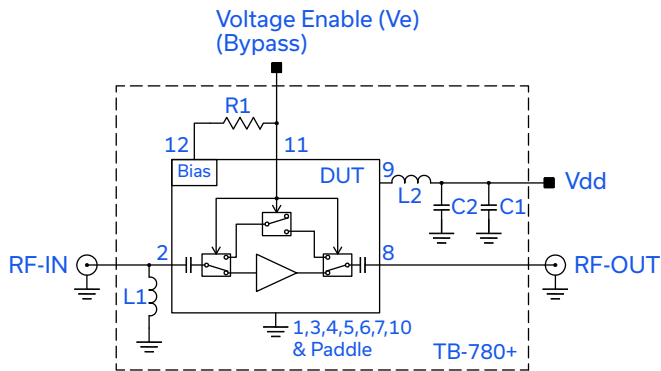 Voltage Enable (Ve)
(Bypass)
R1
12
11
Bias
DUT
9
L2
C2
C1
Vdd
2
8
RF-IN
RF-OUT
L1
1,3,4,5,6,7,10
& Paddle
TB-780+